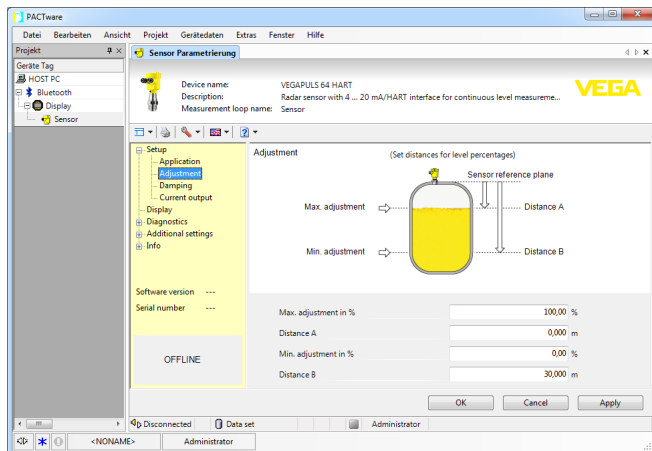 PACTware
Datei Bearbeiten Ansicht Projekt Gerätedaten Extras Fenster Hilfe
Projekt
Sensor Parametrierung
Geräte Tag
HOST PC
Bluetooth
Display
Sensor
Device name: VEGAPULS 64 HART
Description: Radar sensor with 4 ... 20 mA/HART interface for continuous level measureme...
Measurement loop name: Sensor
VEGA
Setup
Application
Adjustment
Damping
Current output
Display
Diagnostics
Additional settings
Info
Software version ---
Serial number ---
OFFLINE
Adjustment (Set distances for level percentages)
Sensor reference plane
Max. adjustment Distance A
Min. adjustment Distance B
Max. adjustment in % 100,00 %
Distance A 0,000 m
Min. adjustment in % 0,00 %
Distance B 30,000 m
OK Cancel Apply
Disconnected Data set Administrator
<NONAME> Administrator